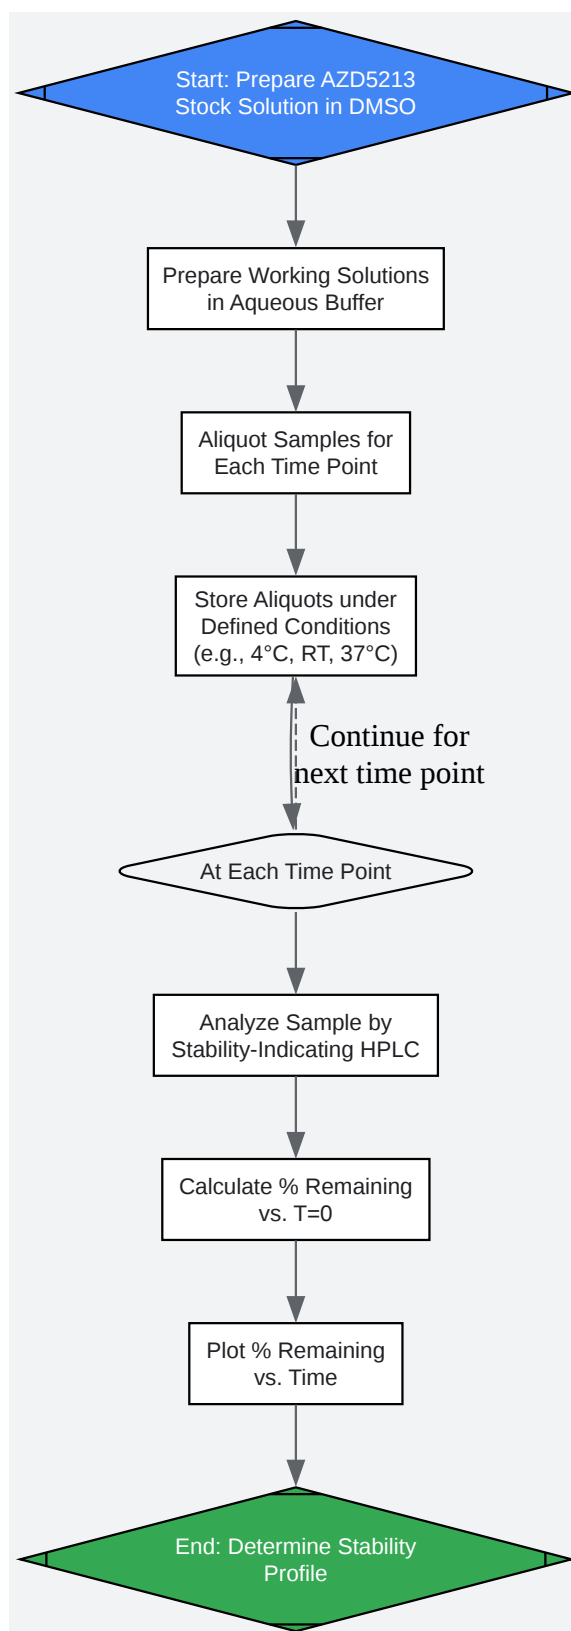 Start: Prepare AZD5213
Stock Solution in DMSO
Prepare Working Solutions
in Aqueous Buffer
Aliquot Samples for
Each Time Point
Store Aliquots under
Defined Conditions
(e.g., 4°C, RT, 37°C)
Continue for
next time point
At Each Time Point
Analyze Sample by
Stability-Indicating HPLC
Calculate % Remaining
vs. T=0
Plot % Remaining
vs. Time
End: Determine Stability
Profile